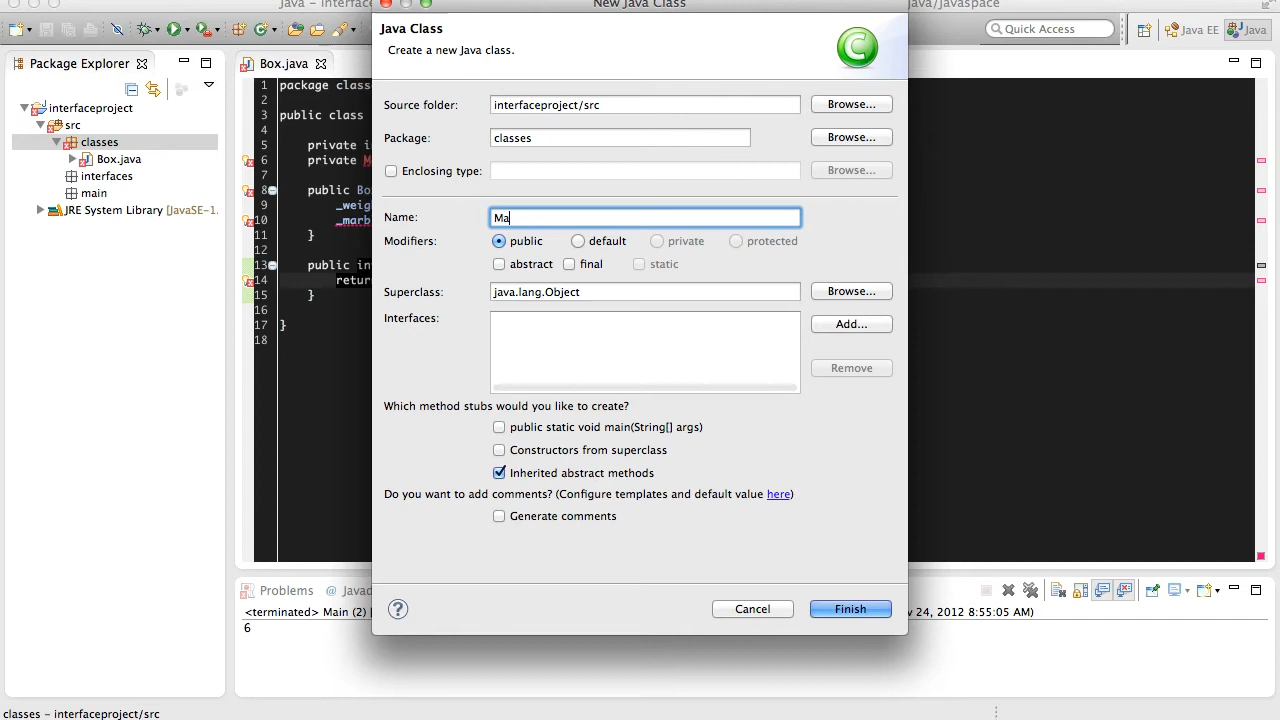 Java – interface
New Java Class
/Java/Javaspace
Quick Access
Java EE
Java
Package Explorer
interfaceproject
src
classes
Box.java
interfaces
main
JRE System Library [JavaSE-1.
Box.java
1 package class
2
3 public class
4
5 private i
6 private M
7
8 public Bo
9 _weig
10 _marb
11 }
12
13 public in
14 return
15 }
16
17 }
18
Java Class
Create a new Java class.
Source folder:
interfaceproject/src
Browse...
Package:
classes
Browse...
Enclosing type:
Browse...
Name:
Ma
Modifiers:
public
default
private
protected
abstract
final
static
Superclass:
java.lang.Object
Browse...
Interfaces:
Add...
Remove
Which method stubs would you like to create?
public static void main(String[] args)
Constructors from superclass
Inherited abstract methods
Do you want to add comments? (Configure templates and default value here)
Generate comments
?
Cancel
Finish
Problems
@ Javad
<terminated> Main (2)
v 24, 2012 8:55:05 AM)
6
classes – interfaceproject/src